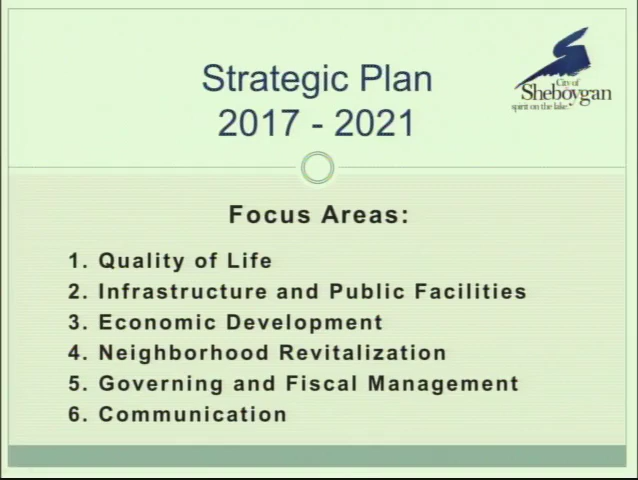 Strategic Plan
2017 - 2021
City of
Sheboygan
spirit on the lake.
Focus Areas:
1. Quality of Life
2. Infrastructure and Public Facilities
3. Economic Development
4. Neighborhood Revitalization
5. Governing and Fiscal Management
6. Communication